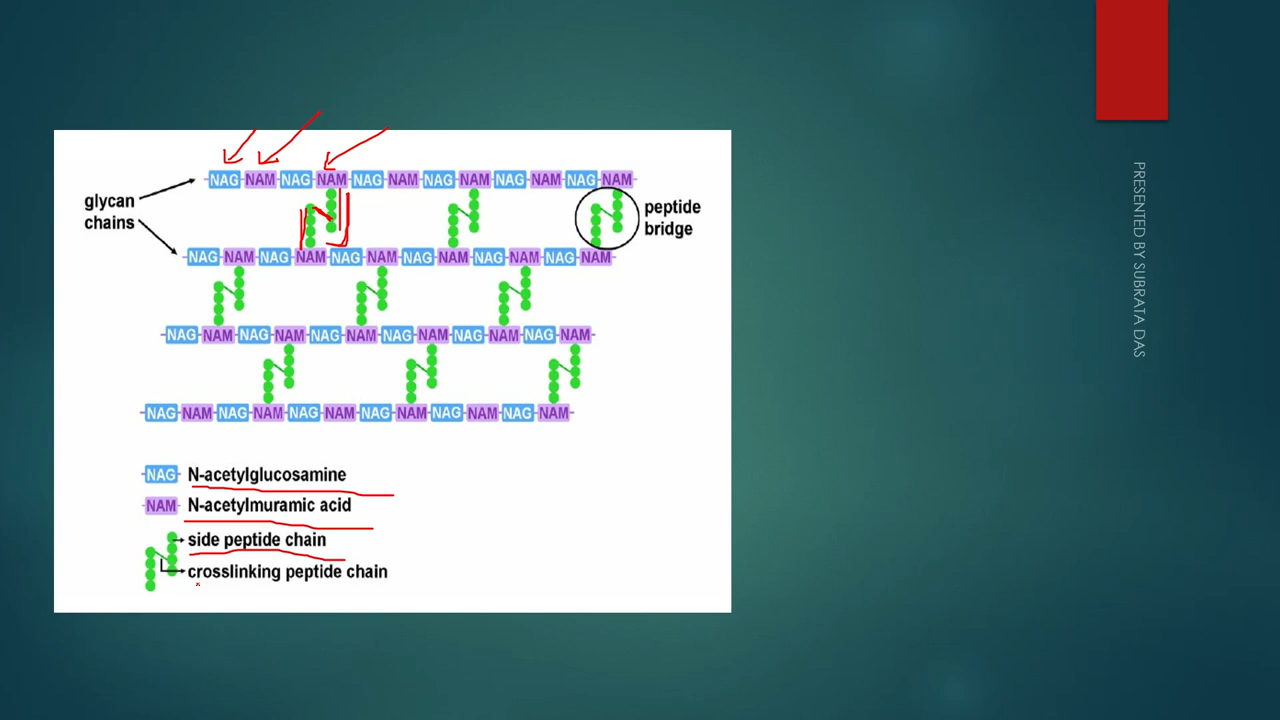 NAG NAM NAG NAM NAG NAM NAG NAM NAG NAM NAG NAM
glycan
chains
peptide
bridge
NAG NAM NAG NAM NAG NAM NAG NAM NAG NAM NAG NAM
NAG NAM NAG NAM NAG NAM NAG NAM NAG NAM NAG NAM
NAG NAM NAG NAM NAG NAM NAG NAM NAG NAM NAG NAM
NAG N-acetylglucosamine
NAM N-acetylmuramic acid
side peptide chain
crosslinking peptide chain
PRESENTED BY SUBRATA DAS